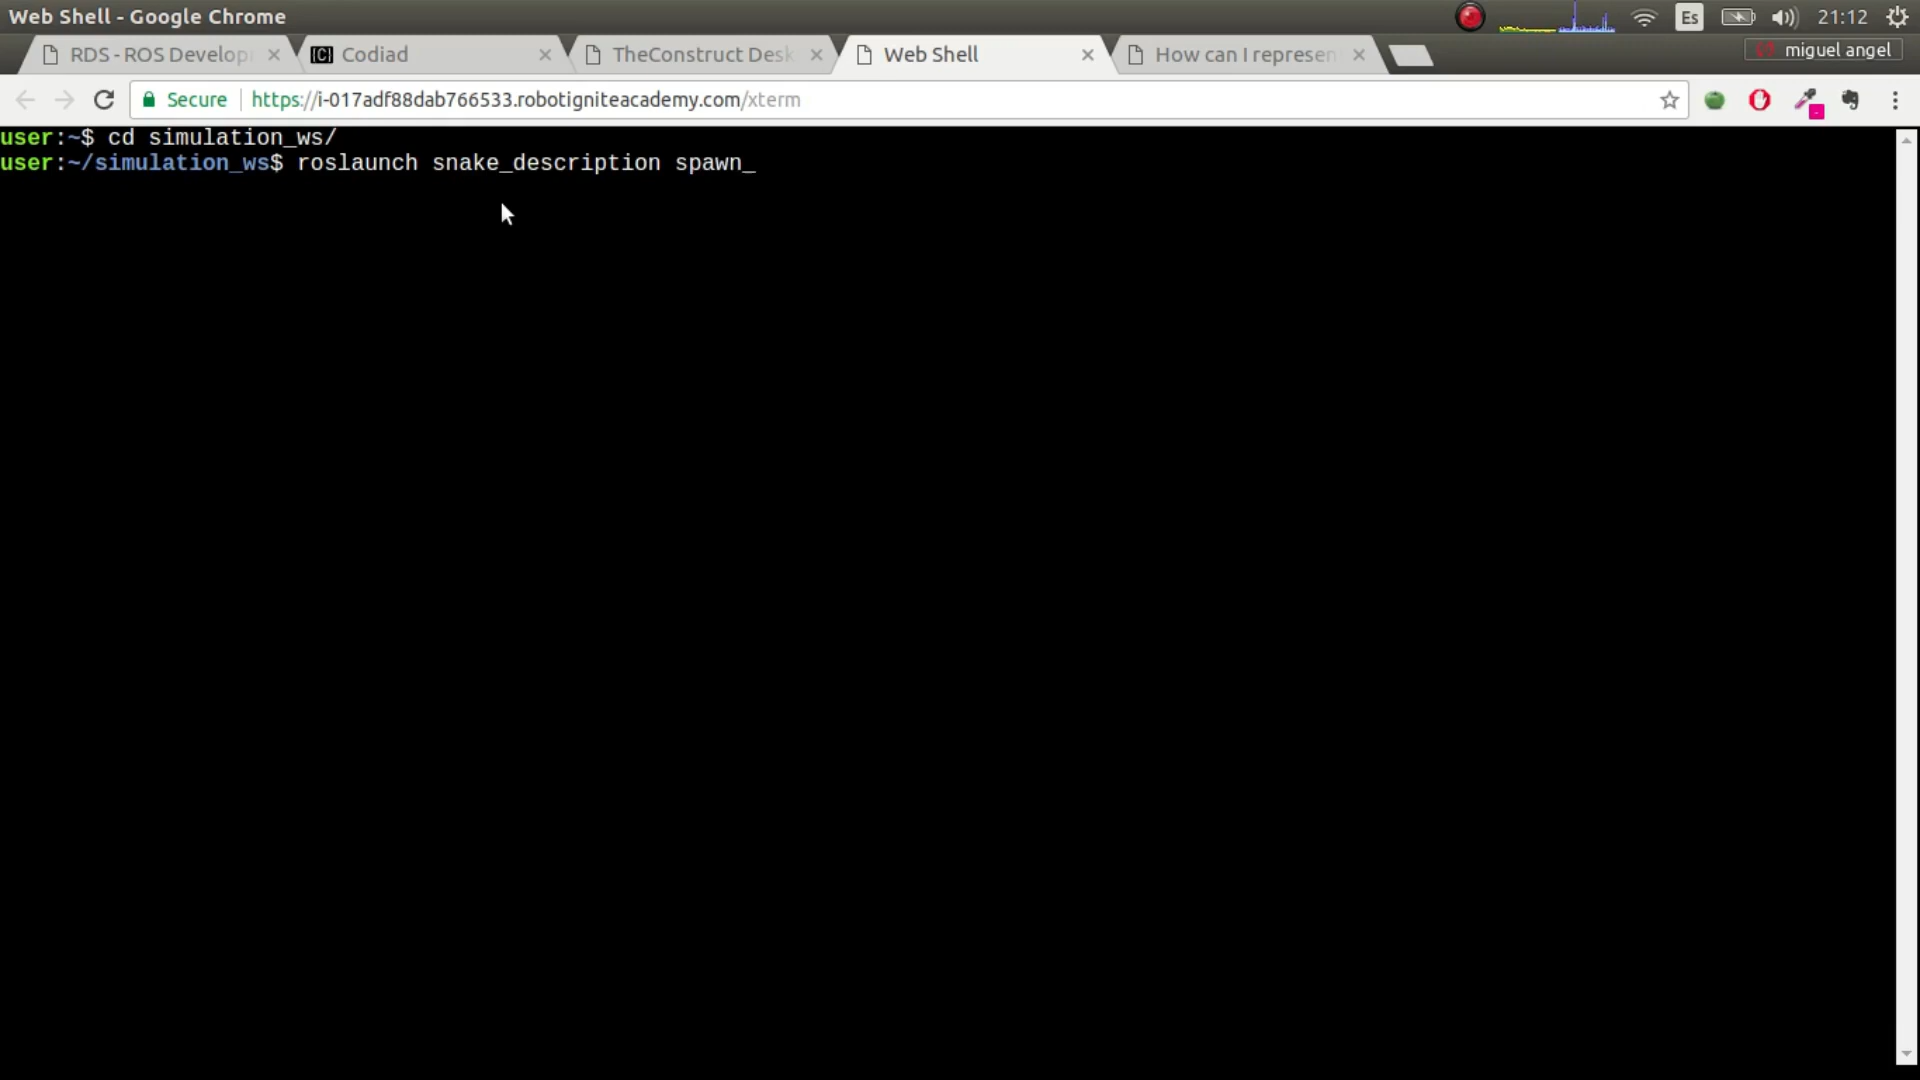 Web Shell - Google Chrome
Es
21:12
RDS - ROS Develop
Codiad
TheConstruct Desk
Web Shell
How can I represen
miguel angel
Secure
https://i-017adf88dab766533.robotigniteacademy.com/xterm
user:~$ cd simulation_ws/
user:~/simulation_ws$ roslaunch snake_description spawn_